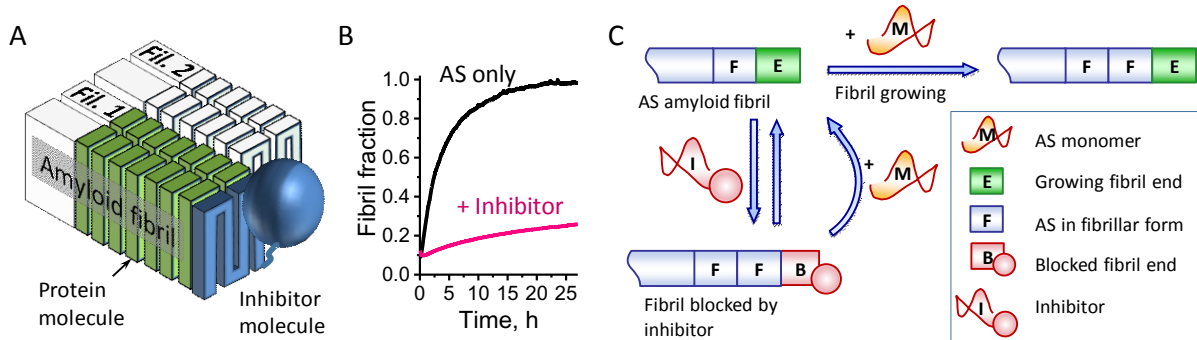 A
Fil. 2
Fil. 1
Amyloid fibril
Protein
molecule
Inhibitor
molecule
B
AS only
+ Inhibitor
Fibril fraction
1.0
0.8
0.6
0.4
0.2
0.0
0 5 10 15 20 25
Time, h
C
+ M
F E
AS amyloid fibril
Fibril growing
F F E
I
+ M
F F B
Fibril blocked by
inhibitor
M AS monomer
E Growing fibril end
F AS in fibrillar form
B Blocked fibril end
I Inhibitor